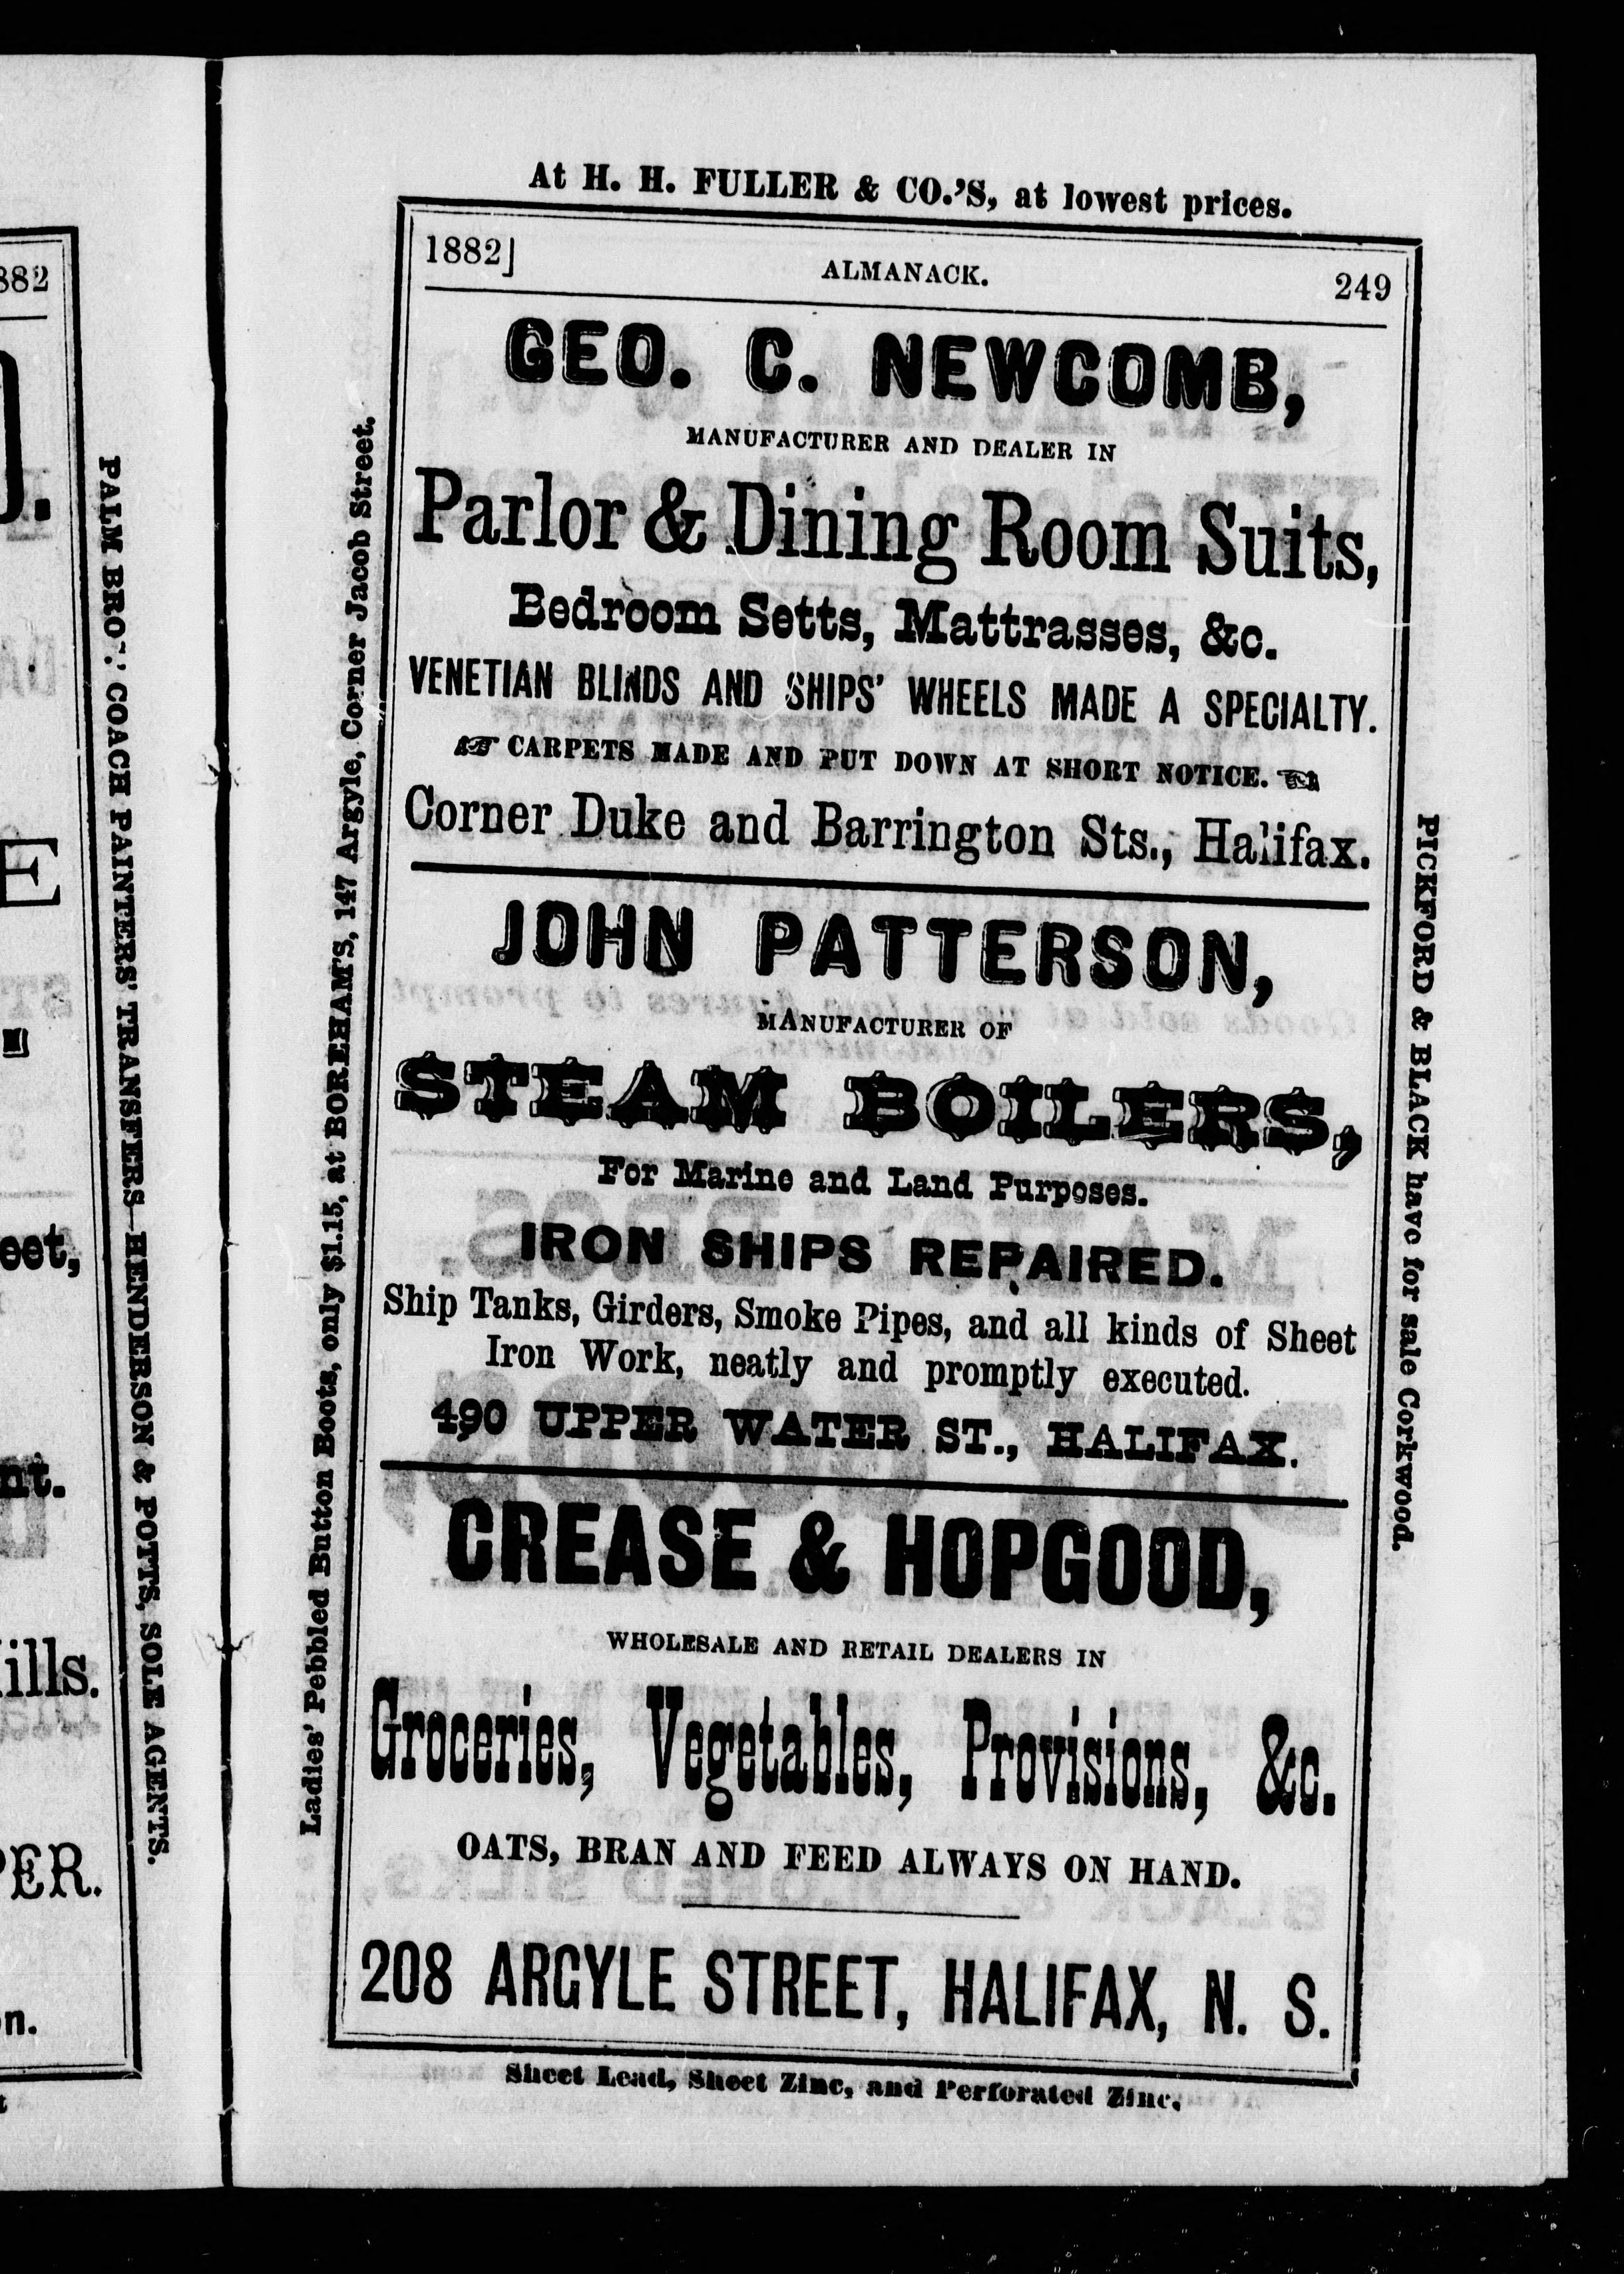 882
E
eet,
nt.
ills.
PER.
n.
PALM BRO'S' COACH PAINTERS' TRANSFERS—HENDERSON & POTTS, SOLE AGENTS.
At H. H. FULLER & CO.'S, at lowest prices.
Ladies' Pebbled Button Boots, only $1.15, at BOREHAM'S, 147 Argyle, Corner Jacob Street.
1882]
ALMANACK.
249
GEO. C. NEWCOMB,
MANUFACTURER AND DEALER IN
Parlor & Dining Room Suits,
Bedroom Setts, Mattrasses, &c.
VENETIAN BLINDS AND SHIPS' WHEELS MADE A SPECIALTY.
☞ CARPETS MADE AND PUT DOWN AT SHORT NOTICE. ☜
Corner Duke and Barrington Sts., Halifax.
JOHN PATTERSON,
MANUFACTURER OF
STEAM BOILERS,
For Marine and Land Purposes.
IRON SHIPS REPAIRED.
Ship Tanks, Girders, Smoke Pipes, and all kinds of Sheet
Iron Work, neatly and promptly executed.
490 UPPER WATER ST., HALIFAX.
CREASE & HOPGOOD,
WHOLESALE AND RETAIL DEALERS IN
Groceries, Vegetables, Provisions, &c.
OATS, BRAN AND FEED ALWAYS ON HAND.
208 ARGYLE STREET, HALIFAX, N. S.
PICKFORD & BLACK have for sale Corkwood.
Sheet Lead, Sheet Zinc, and Perforated Zinc.